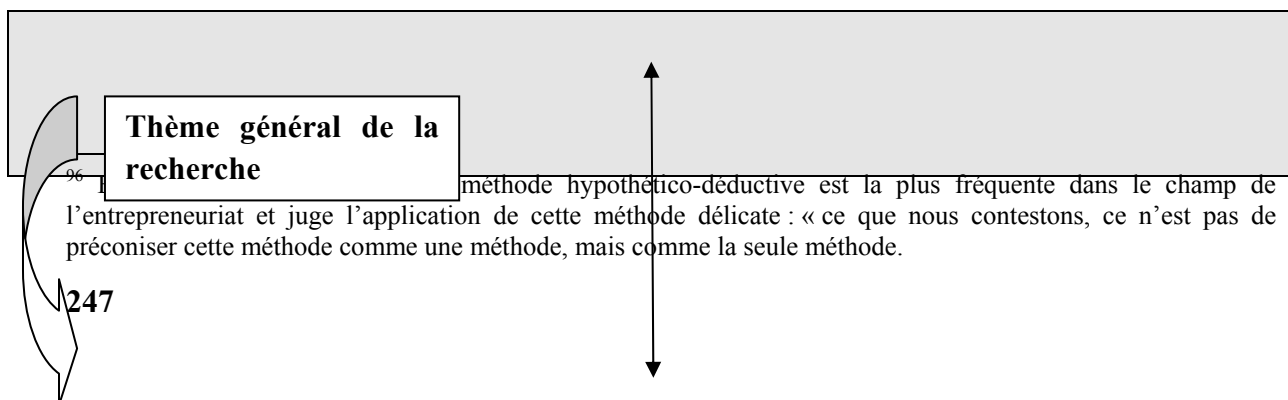 Thème général de la
recherche
96 méthode hypothético-déductive est la plus fréquente dans le champ de
l’entrepreneuriat et juge l’application de cette méthode délicate : « ce que nous contestons, ce n’est pas de
préconiser cette méthode comme une méthode, mais comme la seule méthode.
247